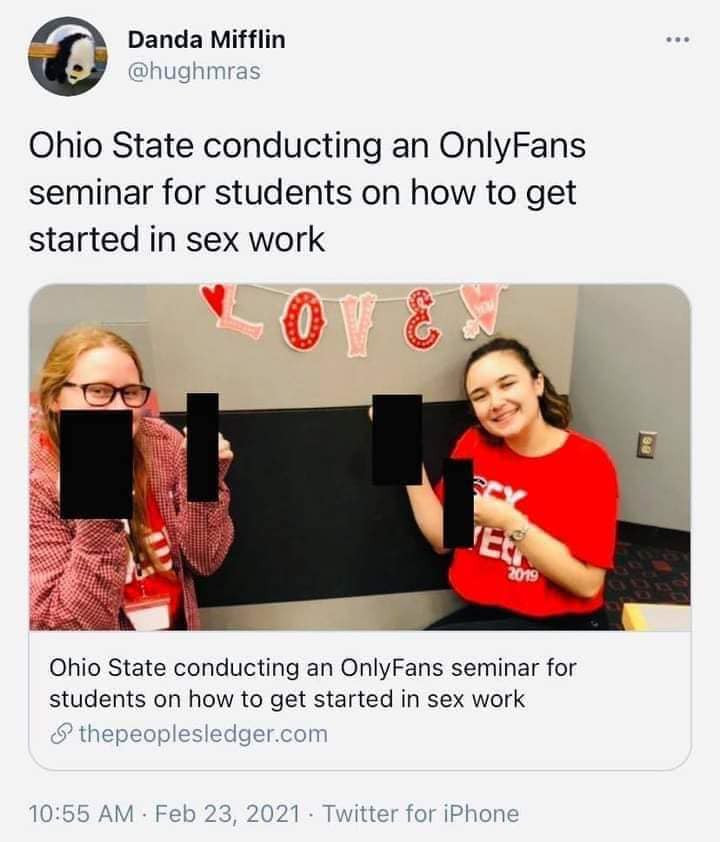 Danda Mifflin
@hughmras
Ohio State conducting an OnlyFans
seminar for students on how to get
started in sex work
LOVE
2019
Ohio State conducting an OnlyFans seminar for
students on how to get started in sex work
thepeoplesledger.com
10:55 AM · Feb 23, 2021 · Twitter for iPhone